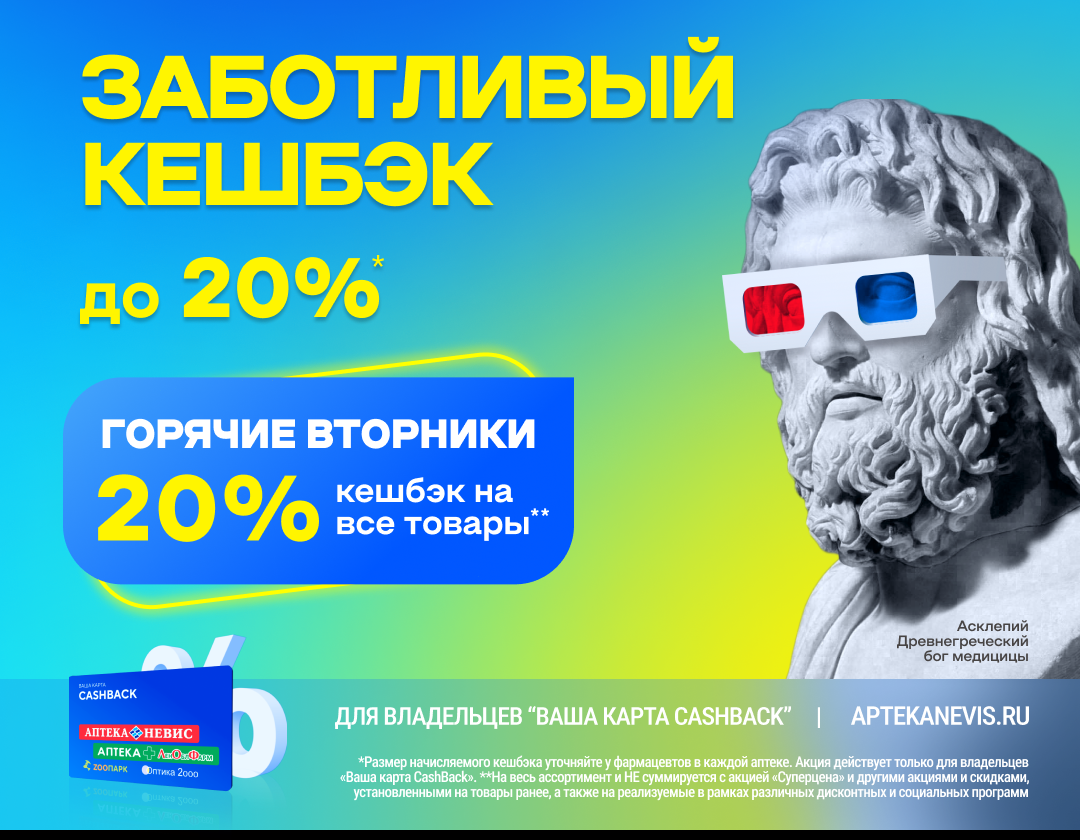 ЗАБОТЛИВЫЙ
КЕШБЭК
до 20%*
ГОРЯЧИЕ ВТОРНИКИ
20% кешбэк на
все товары**
Асклепий
Древнегреческий
бог медицицы
ВАША КАРТА
CASHBACK
АПТЕКА НЕВИС
АПТЕКА АлОлФарм
ZООПАРК Оптика 2000
ДЛЯ ВЛАДЕЛЬЦЕВ “ВАША КАРТА CASHBACK” | APTEKANEVIS.RU
*Размер начисляемого кешбэка уточняйте у фармацевтов в каждой аптеке. Акция действует только для владельцев
«Ваша карта CashBack». **На весь ассортимент и НЕ суммируется с акцией «Суперцена» и другими акциями и скидками,
установленными на товары ранее, а также на реализуемые в рамках различных дисконтных и социальных программ